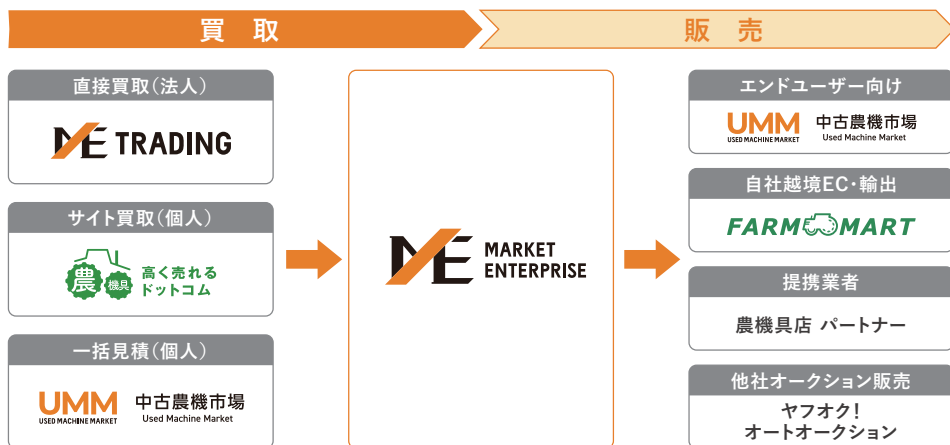 買取
販売
直接買取(法人)
ME TRADING
サイト買取(個人)
農機具
高く売れる
ドットコム
一括見積(個人)
UMM
USED MACHINE MARKET
中古農機市場
Used Machine Market
ME
MARKET
ENTERPRISE
エンドユーザー向け
UMM
USED MACHINE MARKET
中古農機市場
Used Machine Market
自社越境EC・輸出
FARM MART
提携業者
農機具店 パートナー
他社オークション販売
ヤフオク!
オートオークション